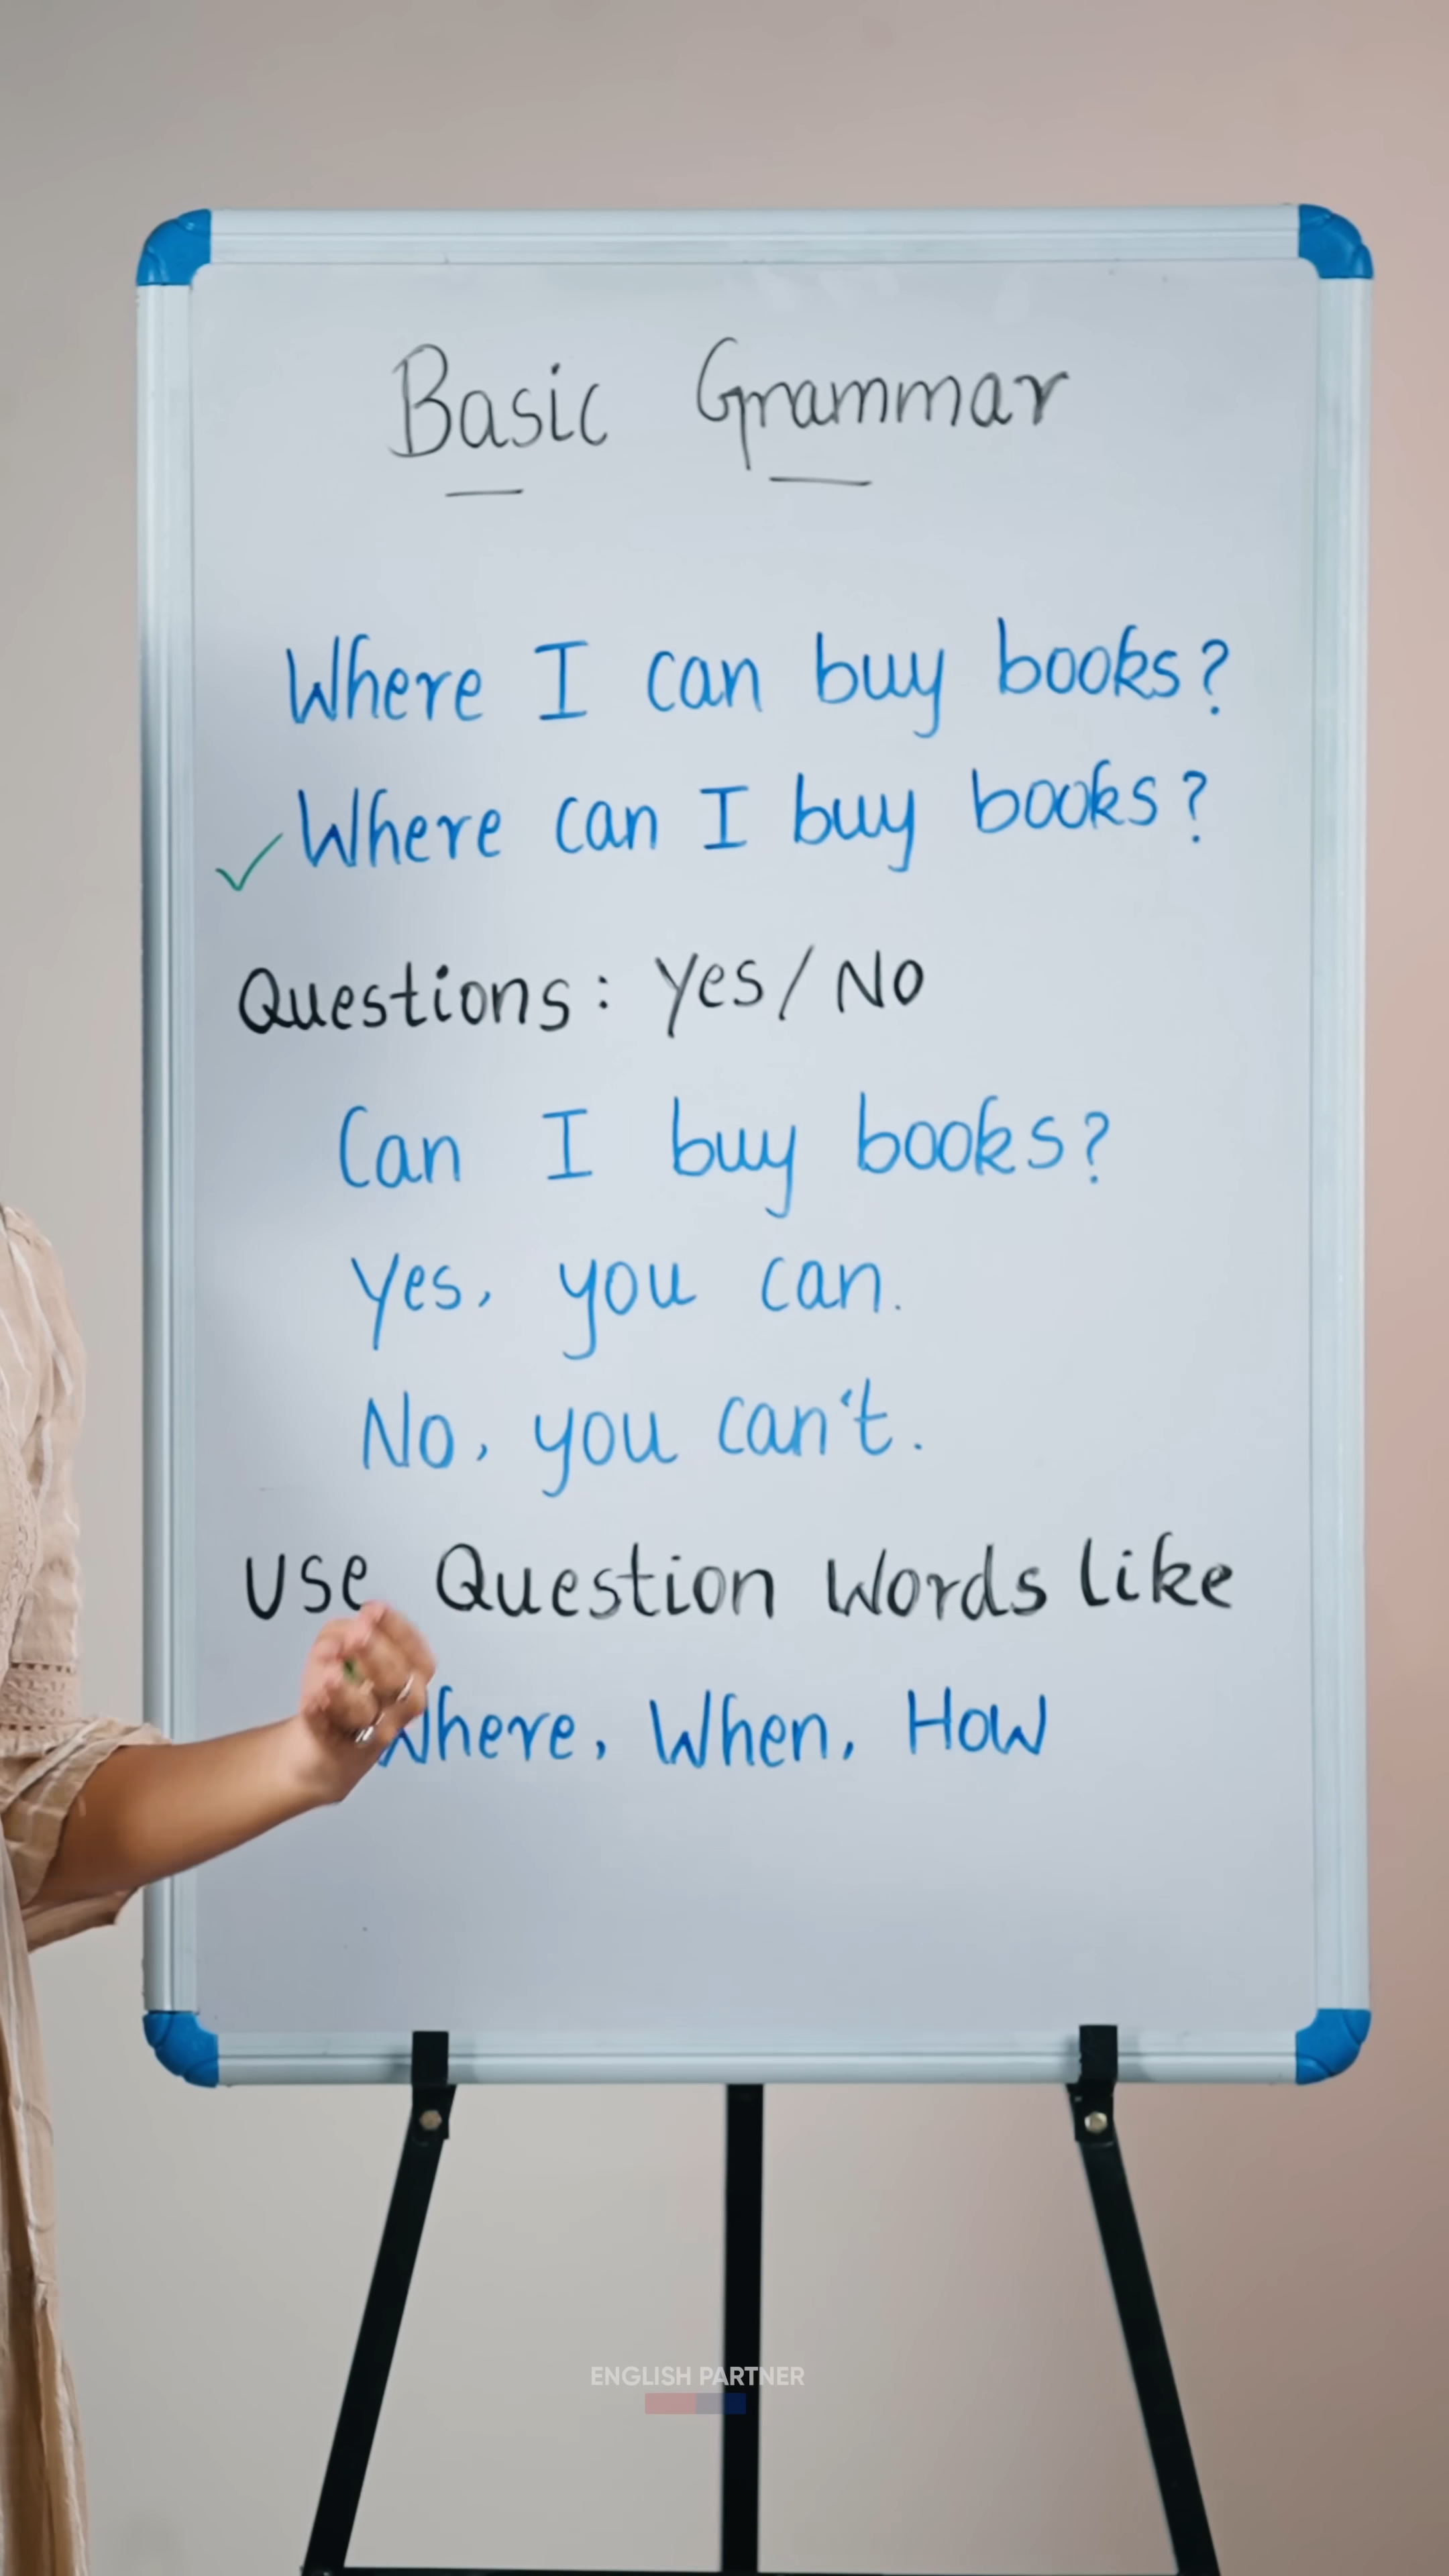 Basic Grammar
Where I can buy books?
✓ Where can I buy books?
Questions: Yes/No
Can I buy books?
Yes, you can.
No, you can't.
Use Question Words like
Where, When, How
ENGLISH PARTNER